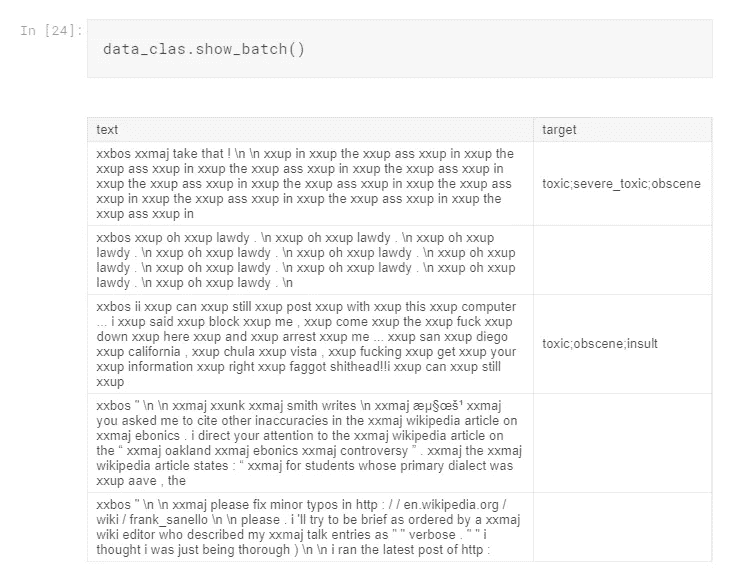 In [24]:
data_clas.show_batch()
text target
xxbos xxmaj take that ! \n \n xxup in xxup the xxup ass xxup in xxup the
xxup ass xxup in xxup the xxup ass xxup in xxup the xxup ass xxup in
xxup the xxup ass xxup in xxup the xxup ass xxup in xxup the xxup ass
xxup in xxup the xxup ass xxup in xxup the xxup ass xxup in xxup the
xxup ass xxup in
toxic;severe_toxic;obscene
xxbos xxup oh xxup lawdy . \n xxup oh xxup lawdy . \n xxup oh xxup
lawdy . \n xxup oh xxup lawdy . \n xxup oh xxup lawdy . \n xxup oh xxup
lawdy . \n xxup oh xxup lawdy . \n xxup oh xxup lawdy . \n xxup oh xxup
lawdy . \n xxup oh xxup lawdy . \n
xxbos ii xxup can xxup still xxup post xxup with xxup this xxup computer
... i xxup said xxup block xxup me , xxup come xxup the xxup fuck xxup
down xxup here xxup and xxup arrest xxup me ... xxup san xxup diego
xxup california , xxup chula xxup vista , xxup fucking xxup get xxup your
xxup information xxup right xxup faggot shithead!!i xxup can xxup still
xxup
toxic;obscene;insult
xxbos " \n \n xxmaj xxunk xxmaj smith writes \n xxmaj æµ§œš¹ xxmaj
you asked me to cite other inaccuracies in the xxmaj wikipedia article on
xxmaj ebonics . i direct your attention to the xxmaj wikipedia article on
the “ xxmaj oakland xxmaj ebonics xxmaj controversy ” . xxmaj the xxmaj
wikipedia article states : “ xxmaj for students whose primary dialect was
xxup aave , the
xxbos " \n \n xxmaj please fix minor typos in http : / / en.wikipedia.org /
wiki / frank_sanello \n \n please . i 'll try to be brief as ordered by a xxmaj
wiki editor who described my xxmaj talk entries as " " verbose . " " i
thought i was just being thorough ) \n \n i ran the latest post of http :